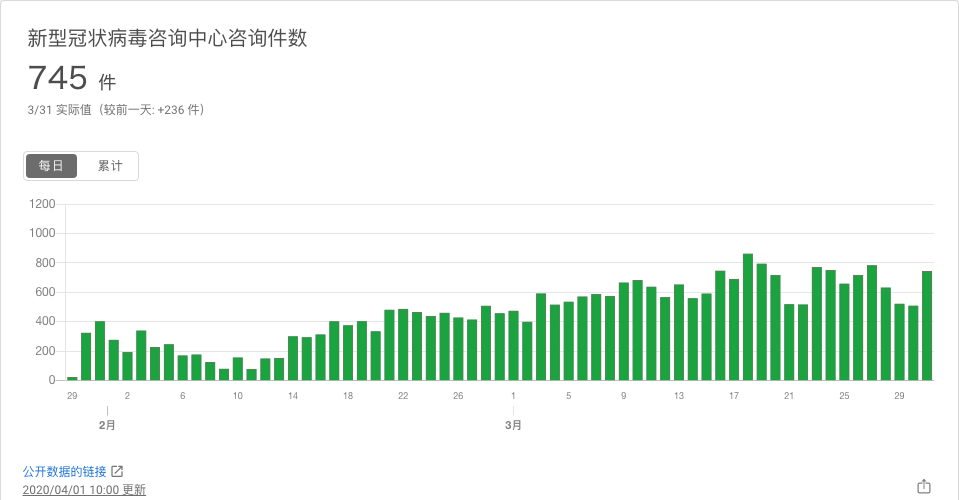 新型冠状病毒咨询中心咨询件数
745 件
3/31 实际值（较前一天: +236 件）
每日 累计
1200
1000
800
600
400
200
0
29 2 6 10 14 18 22 26 1 5 9 13 17 21 25 29
2月 3月
公开数据的链接
2020/04/01 10:00 更新